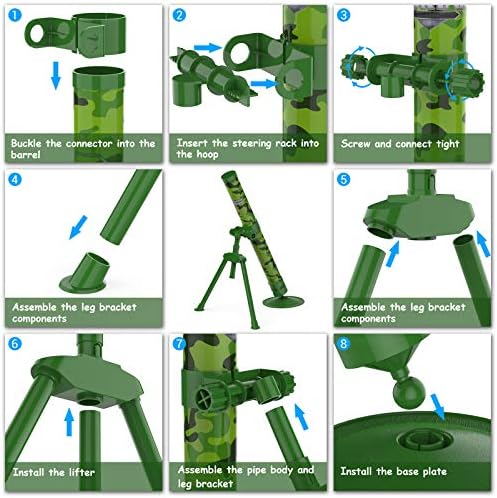 1
Buckle the connector into the
barrel
2
Insert the steering rack into
the hoop
3
Screw and connect tight
4
Assemble the leg bracket
components
5
Assemble the leg bracket
components
6
Install the lifter
7
Assemble the pipe body and
leg bracket
8
Install the base plate